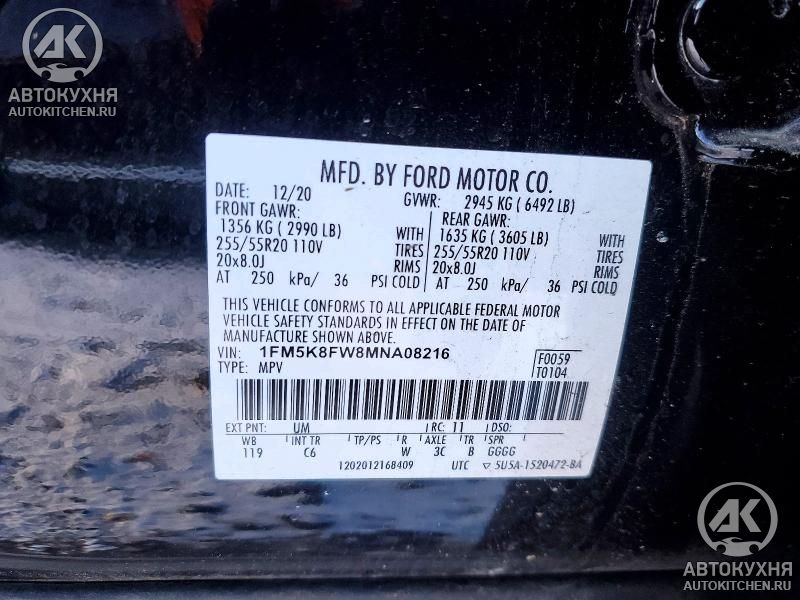 AK
АВТОКУХНЯ
AUTOKITCHEN.RU
MFD. BY FORD MOTOR CO.
DATE: 12/20 GVWR: 2945 KG ( 6492 LB)
FRONT GAWR: REAR GAWR:
1356 KG ( 2990 LB) WITH 1635 KG ( 3605 LB) WITH
255/55R20 110V TIRES 255/55R20 110V TIRES
20x8.0J RIMS 20x8.0J RIMS
AT 250 kPa/ 36 PSI COLD AT 250 kPa/ 36 PSI COLD
THIS VEHICLE CONFORMS TO ALL APPLICABLE FEDERAL MOTOR
VEHICLE SAFETY STANDARDS IN EFFECT ON THE DATE OF
MANUFACTURE SHOWN ABOVE.
VIN: 1FM5K8FW8MNA08216 F0059
TYPE: MPV T0104
EXT PNT: UM RC: 11 DSO:
WB INT TR TP/PS R AXLE TR SPR
119 C6 W 3C B GGGG
1202012168409 UTC ▽ 5U5A-1520472-BA
AK
АВТОКУХНЯ
AUTOKITCHEN.RU